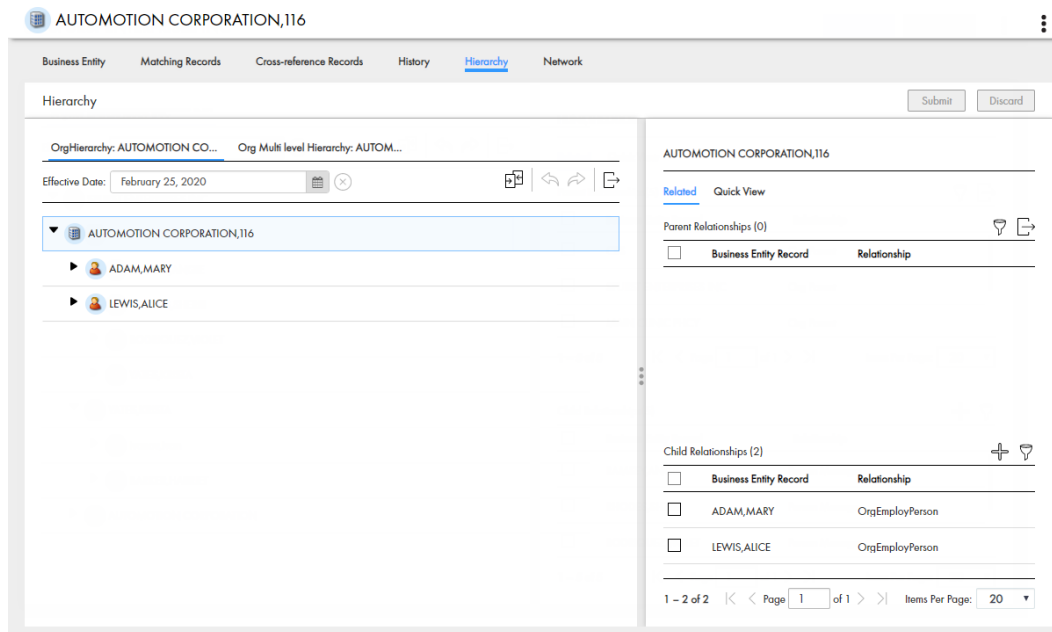 AUTOMOTION CORPORATION,116
Business Entity Matching Records Cross-reference Records History Hierarchy Network
Hierarchy
Submit Discard
OrgHierarchy: AUTOMOTION CO... Org Multi level Hierarchy: AUTOM...
Effective Date: February 25, 2020
AUTOMOTION CORPORATION,116
ADAM,MARY
LEWIS,ALICE
AUTOMOTION CORPORATION,116
Related Quick View
Parent Relationships (0)
Business Entity Record Relationship
Child Relationships (2)
Business Entity Record Relationship
ADAM,MARY OrgEmployPerson
LEWIS,ALICE OrgEmployPerson
1 – 2 of 2 Page 1 of 1 Items Per Page: 20